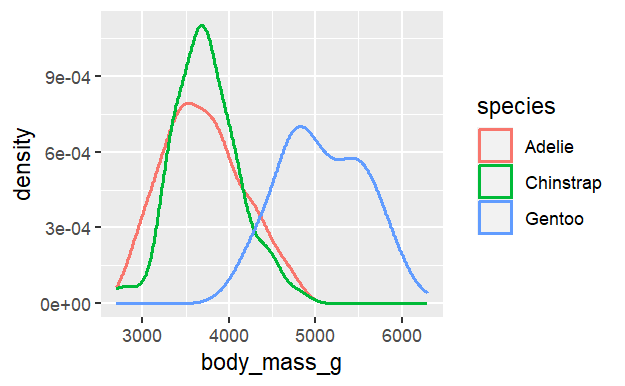 9e-04
6e-04
3e-04
0e+00
density
3000 4000 5000 6000
body_mass_g
species
Adelie
Chinstrap
Gentoo